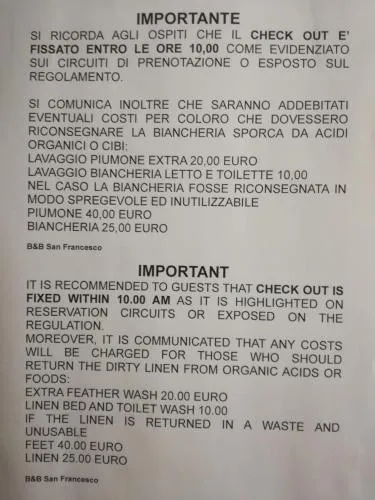 IMPORTANTE
SI RICORDA AGLI OSPITI CHE IL CHECK OUT E'
FISSATO ENTRO LE ORE 10,00 COME EVIDENZIATO
SUI CIRCUITI DI PRENOTAZIONE O ESPOSTO SUL
REGOLAMENTO.
SI COMUNICA INOLTRE CHE SARANNO ADDEBITATI
EVENTUALI COSTI PER COLORO CHE DOVESSERO
RICONSEGNARE LA BIANCHERIA SPORCA DA ACIDI
ORGANICI O CIBI;
LAVAGGIO PIUMONE EXTRA 20,00 EURO
LAVAGGIO BIANCHERIA LETTO E TOILETTE 10,00
NEL CASO LA BIANCHERIA FOSSE RICONSEGNATA IN
MODO SPREGEVOLE ED INUTILIZZABILE
PIUMONE 40,00 EURO
BIANCHERIA 25,00 EURO
B&B San Francesco
IMPORTANT
IT IS RECOMMENDED TO GUESTS THAT CHECK OUT IS
FIXED WITHIN 10.00 AM AS IT IS HIGHLIGHTED ON
RESERVATION CIRCUITS OR EXPOSED ON THE
REGULATION.
MOREOVER, IT IS COMMUNICATED THAT ANY COSTS
WILL BE CHARGED FOR THOSE WHO SHOULD
RETURN THE DIRTY LINEN FROM ORGANIC ACIDS OR
FOODS:
EXTRA FEATHER WASH 20.00 EURO
LINEN BED AND TOILET WASH 10.00
IF THE LINEN IS RETURNED IN A WASTE AND
UNUSABLE
FEET 40.00 EURO
LINEN 25.00 EURO
B&B San Francesco